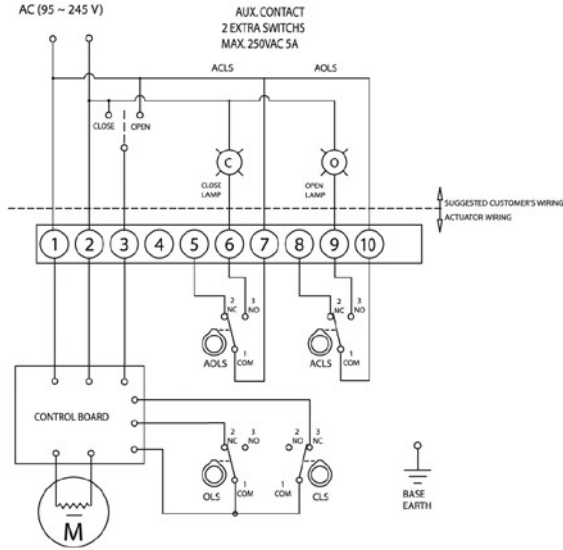 AC (95 ~ 245 V)
AUX. CONTACT
2 EXTRA SWITCHS
MAX. 250VAC 5A
ACLS
AOLS
CLOSE
OPEN
C
O
CLOSE
LAMP
OPEN
LAMP
SUGGESTED CUSTOMER'S WIRING
ACTUATOR WIRING
1 2 3 4 5 6 7 8 9 10
2
NC
3
NO
2
NC
3
NO
AOLS
1
COM
ACLS
1
COM
CONTROL BOARD
2
NC
3
NO
2
NO
3
NC
OLS
1
COM
1
COM
CLS
M
BASE
EARTH